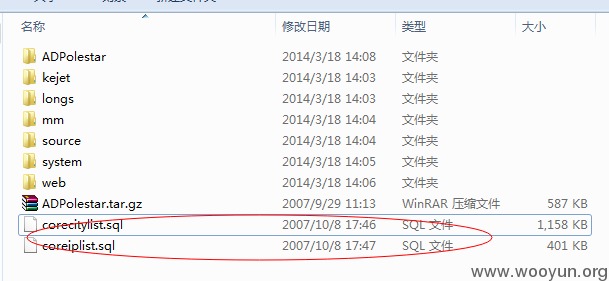 名称 修改日期 类型 大小
ADPolestar 2014/3/18 14:08 文件夹
kejet 2014/3/18 14:03 文件夹
longs 2014/3/18 14:03 文件夹
mm 2014/3/18 14:04 文件夹
source 2014/3/18 14:04 文件夹
system 2014/3/18 14:05 文件夹
web 2014/3/18 14:06 文件夹
ADPolestar.tar.gz 2007/9/29 11:13 WinRAR 压缩文件 587 KB
corecitylist.sql 2007/10/8 17:46 SQL 文件 1,158 KB
coreiplist.sql 2007/10/8 17:47 SQL 文件 401 KB
www.wooyun.org